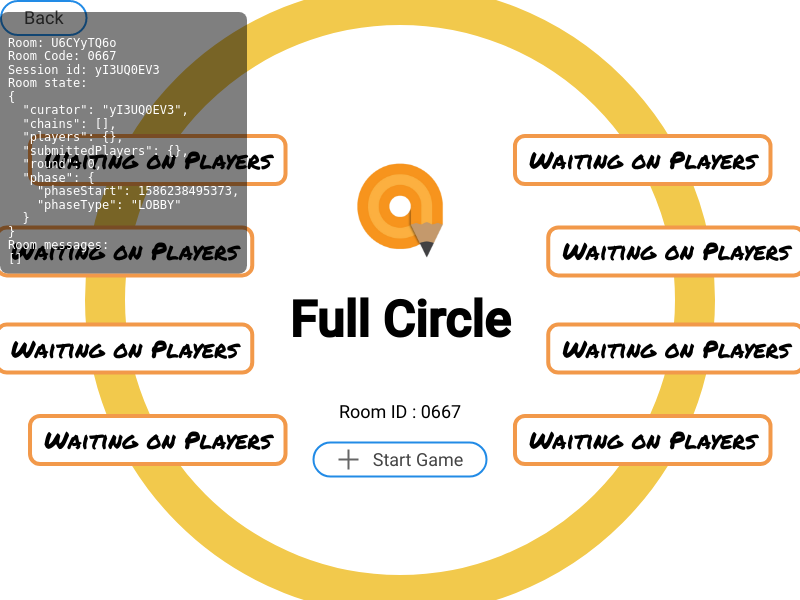 Back
Room: U6CYyTQ6o
Room Code: 0667
Session id: yI3UQ0EV3
Room state:
{
  "curator": "yI3UQ0EV3",
  "chains": [],
  "players": {},
  "submittedPlayers": {},
  "round": 0,
  "phase": {
    "phaseStart": 1586238495373,
    "phaseType": "LOBBY"
  }
}
Room messages:
[]
Waiting on Players
Waiting on Players
Waiting on Players
Waiting on Players
Full Circle
Room ID : 0667
Start Game
Waiting on Players
Waiting on Players
Waiting on Players
Waiting on Players